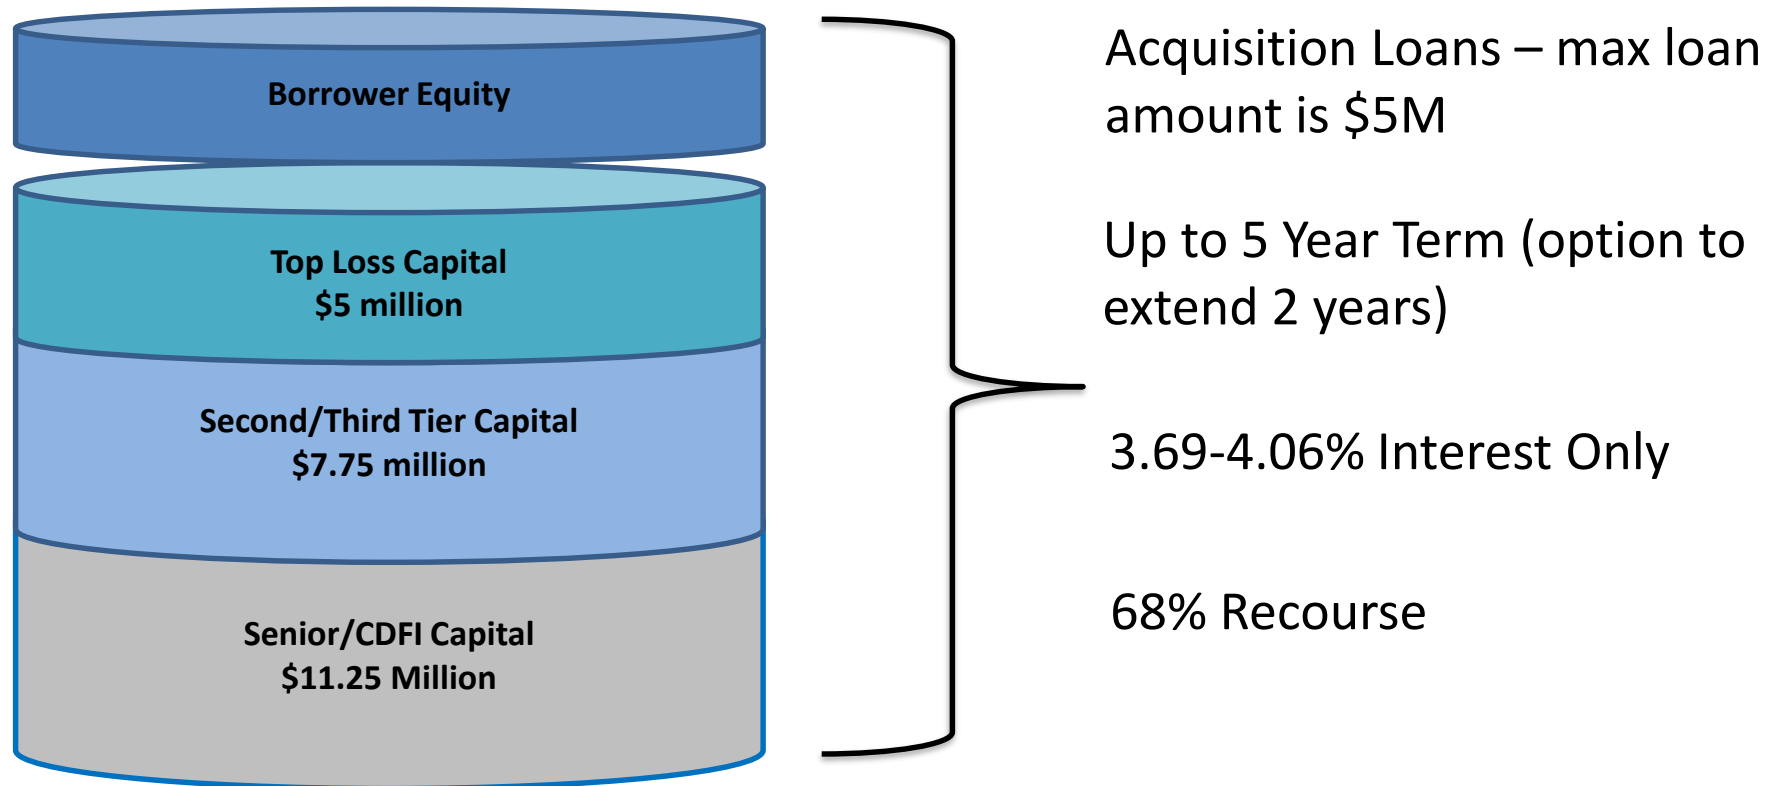 Borrower Equity
Top Loss Capital
$5 million
Second/Third Tier Capital
$7.75 million
Senior/CDFI Capital
$11.25 Million
Acquisition Loans – max loan
amount is $5M
Up to 5 Year Term (option to
extend 2 years)
3.69-4.06% Interest Only
68% Recourse